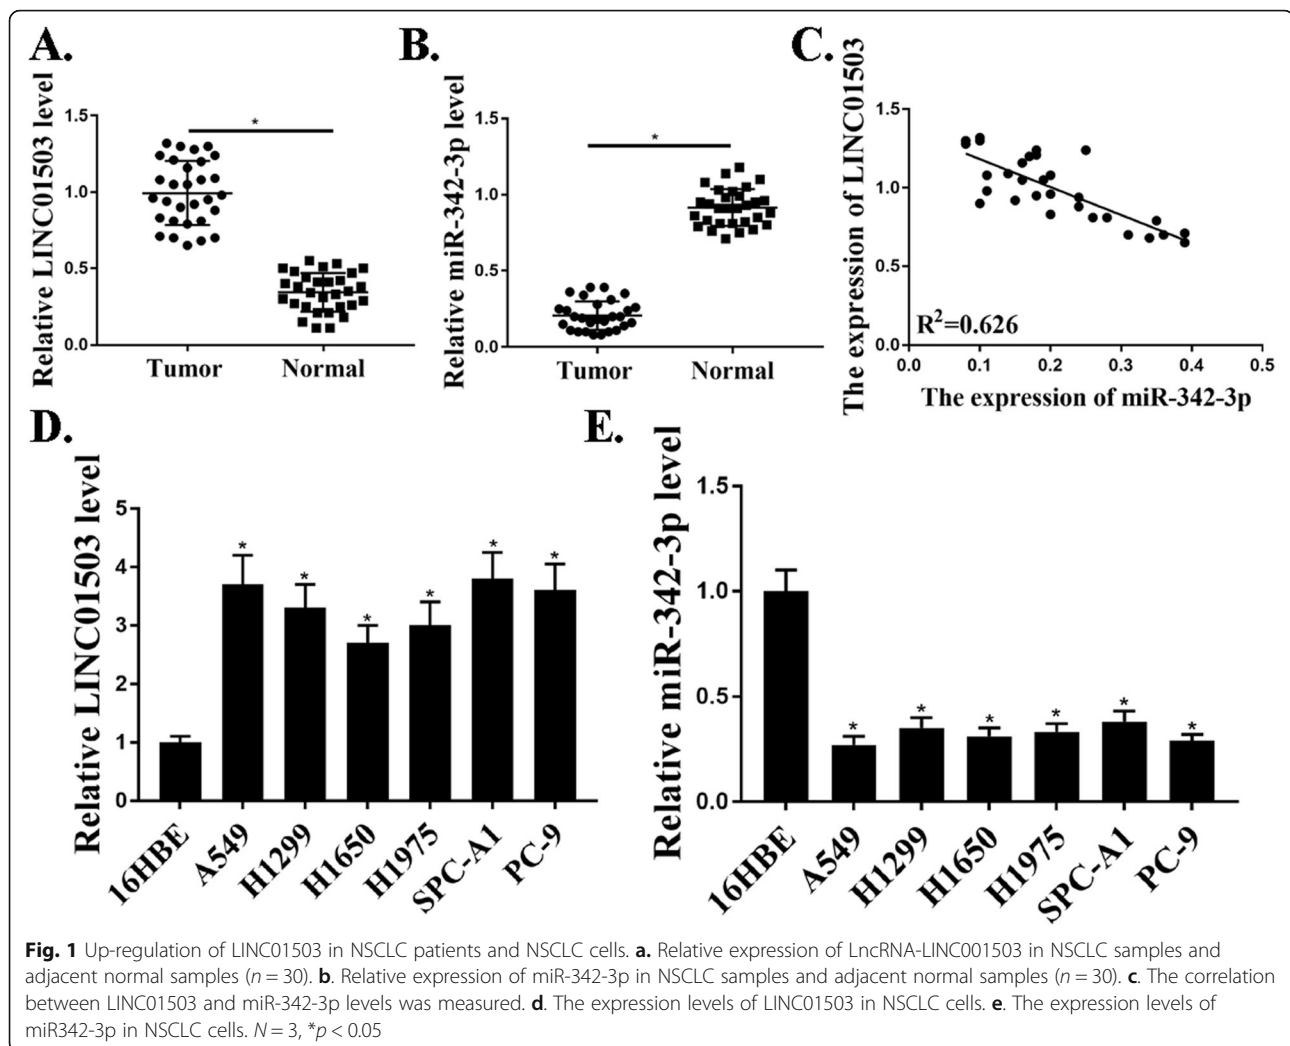 A.
Relative LINC01503 level
1.5
1.0
0.5
0.0
*
Tumor
Normal
B.
Relative miR-342-3p level
1.5
1.0
0.5
0.0
*
Tumor
Normal
C.
The expression of LINC01503
1.5
1.0
0.5
0.0
R²=0.626
0.0 0.1 0.2 0.3 0.4 0.5
The expression of miR-342-3p
D.
Relative LINC01503 level
5
4
3
2
1
0
* * * * * *
16HBE
A549
H1299
H1650
H1975
SPC-A1
PC-9
E.
Relative miR-342-3p level
1.5
1.0
0.5
0.0
* * * * * *
16HBE
A549
H1299
H1650
H1975
SPC-A1
PC-9
Fig. 1 Up-regulation of LINC01503 in NSCLC patients and NSCLC cells. a. Relative expression of LncRNA-LINC001503 in NSCLC samples and
adjacent normal samples (n = 30). b. Relative expression of miR-342-3p in NSCLC samples and adjacent normal samples (n = 30). c. The correlation
between LINC01503 and miR-342-3p levels was measured. d. The expression levels of LINC01503 in NSCLC cells. e. The expression levels of
miR342-3p in NSCLC cells. N = 3, *p < 0.05